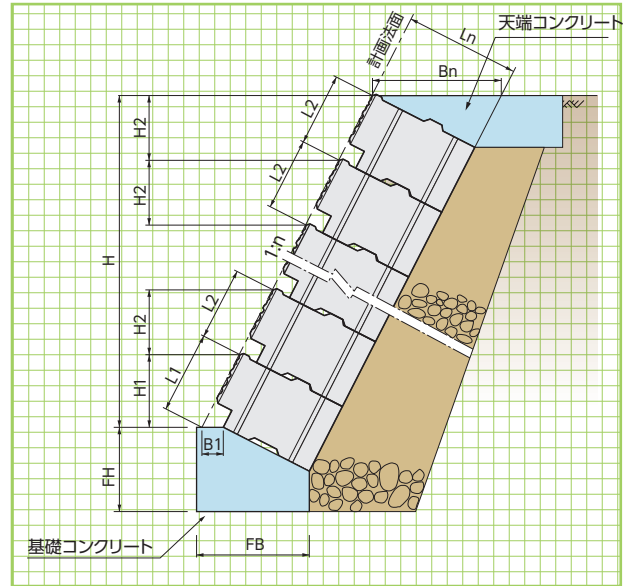 天端コンクリート
計画法面
Ln
Bn
L2
H2
L2
H2
H
1:n
L2
H2
L1
H1
B1
FH
FB
基礎コンクリート